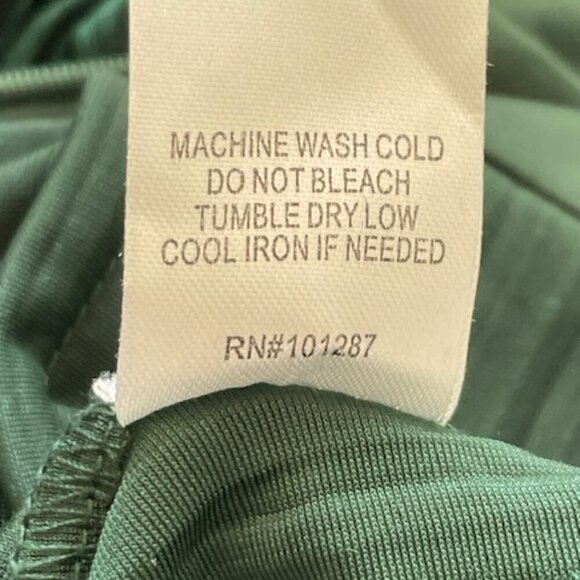 MACHINE WASH COLD
DO NOT BLEACH
TUMBLE DRY LOW
COOL IRON IF NEEDED
RN#101287